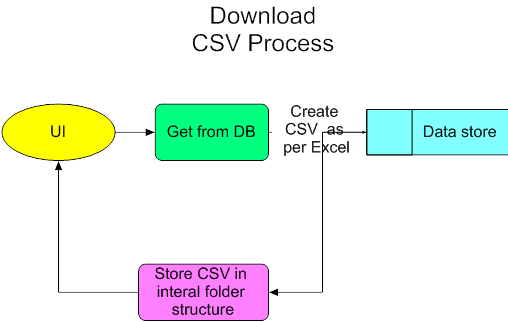 Download
CSV Process
UI
Get from DB
Create
CSV as
per Excel
Data store
Store CSV in
interal folder
structure